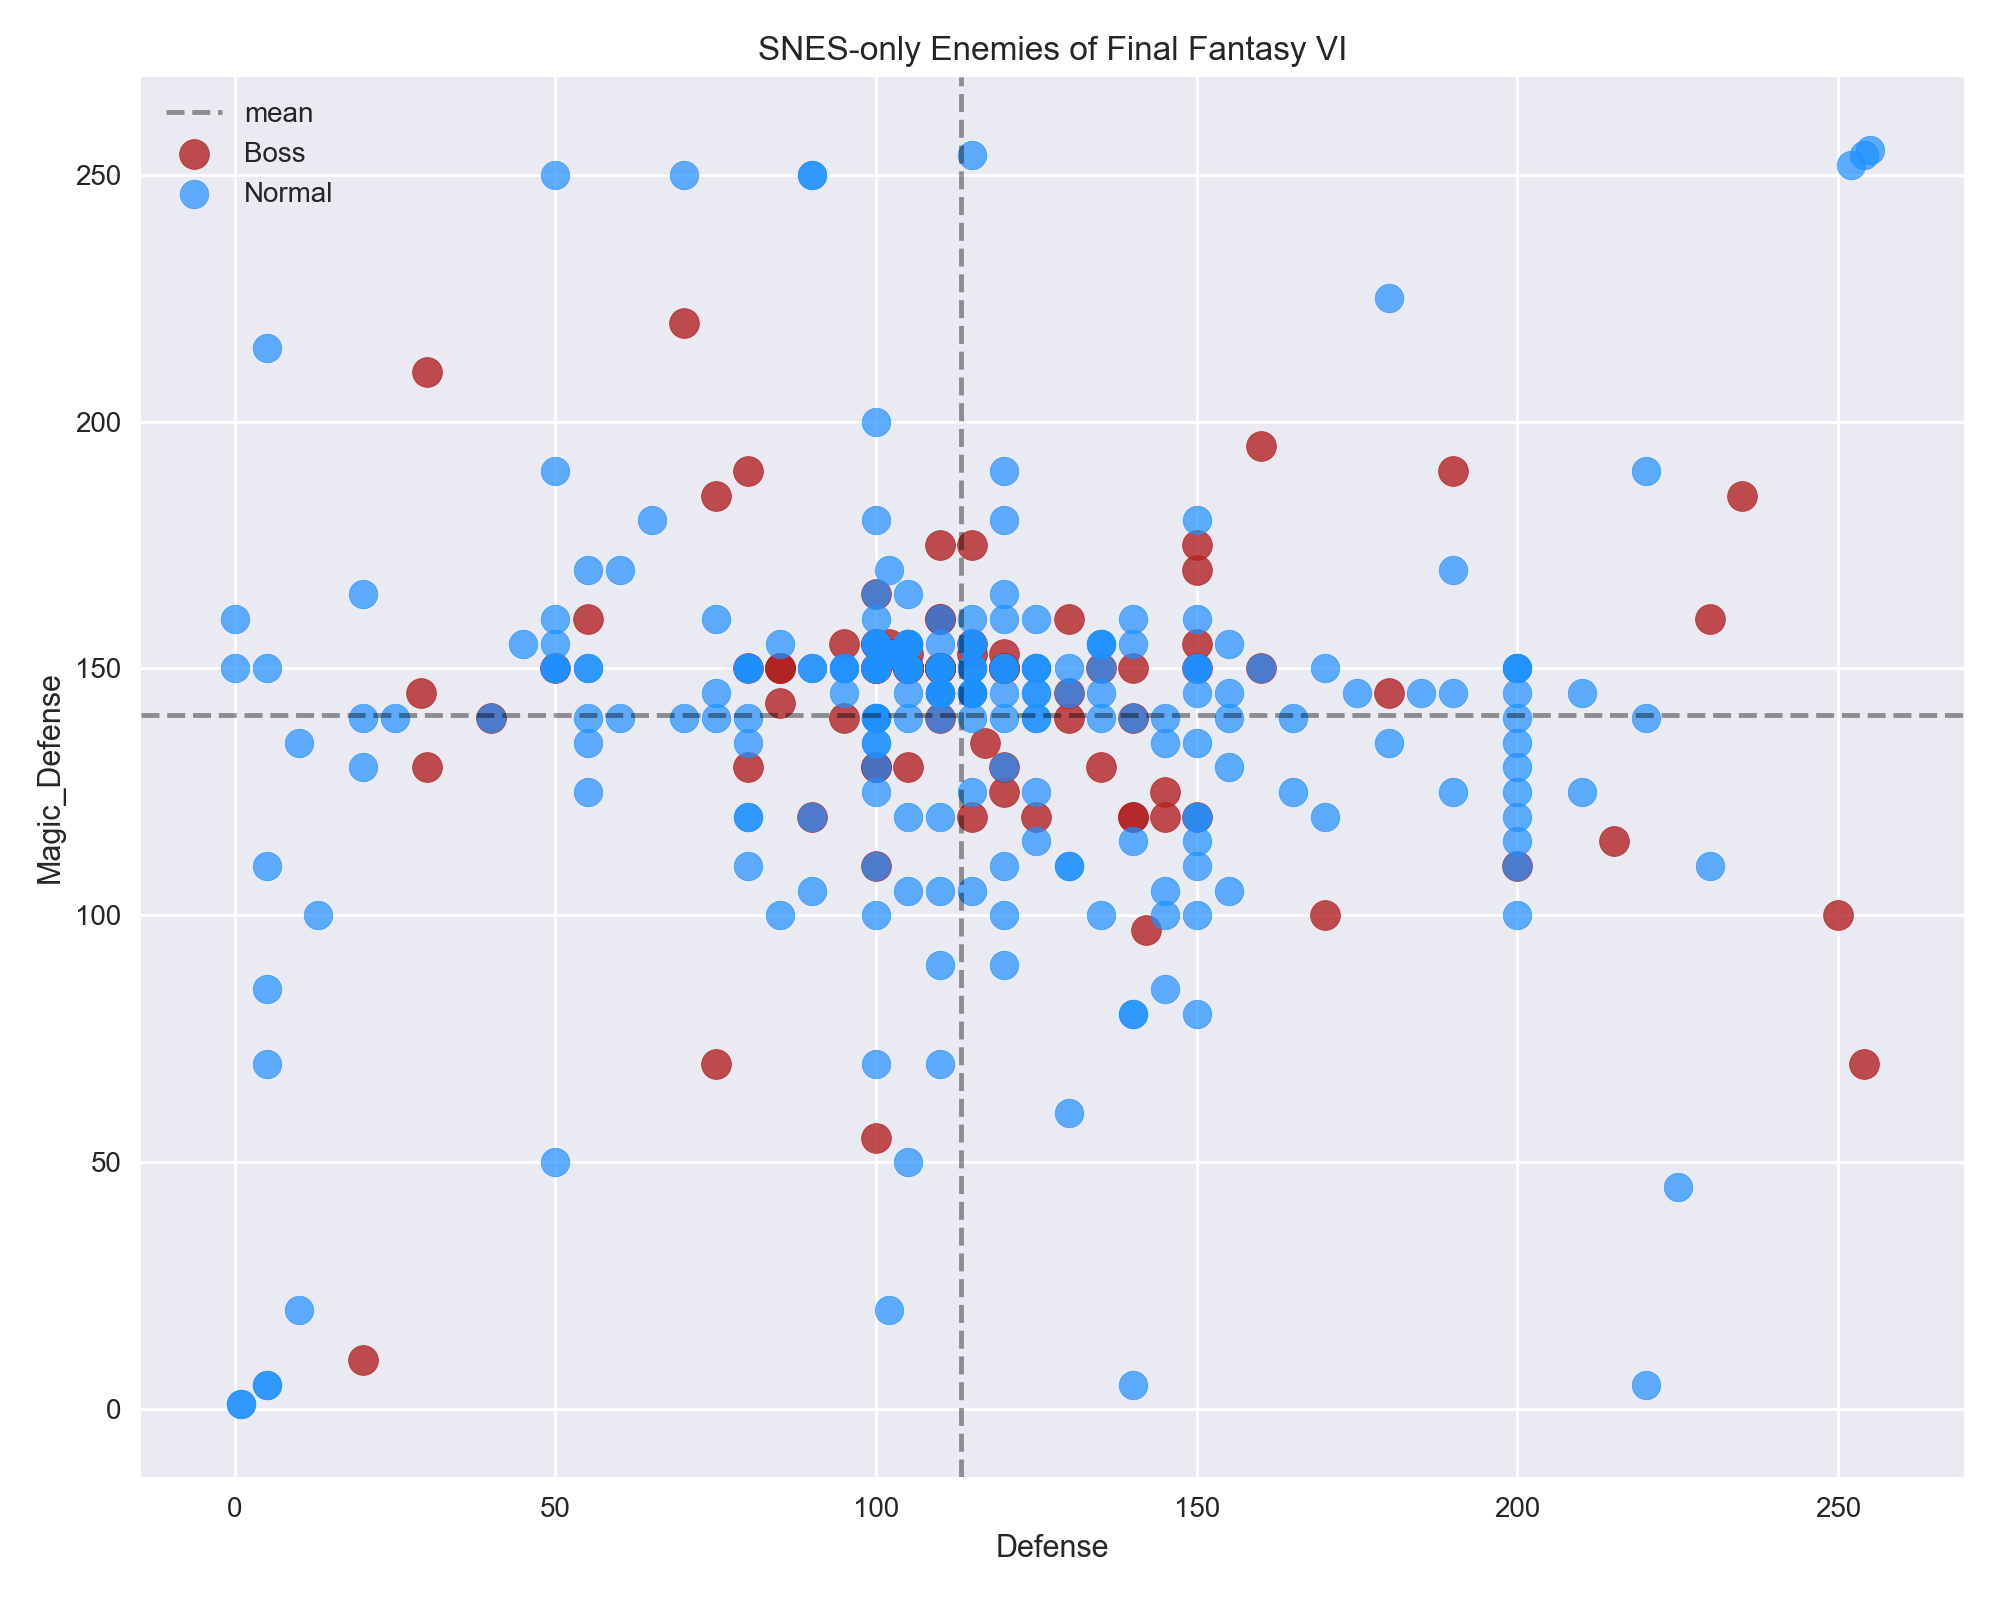 SNES-only Enemies of Final Fantasy VI
mean
Boss
Normal
250
200
150
100
50
0
Magic_Defense
0 50 100 150 200 250
Defense